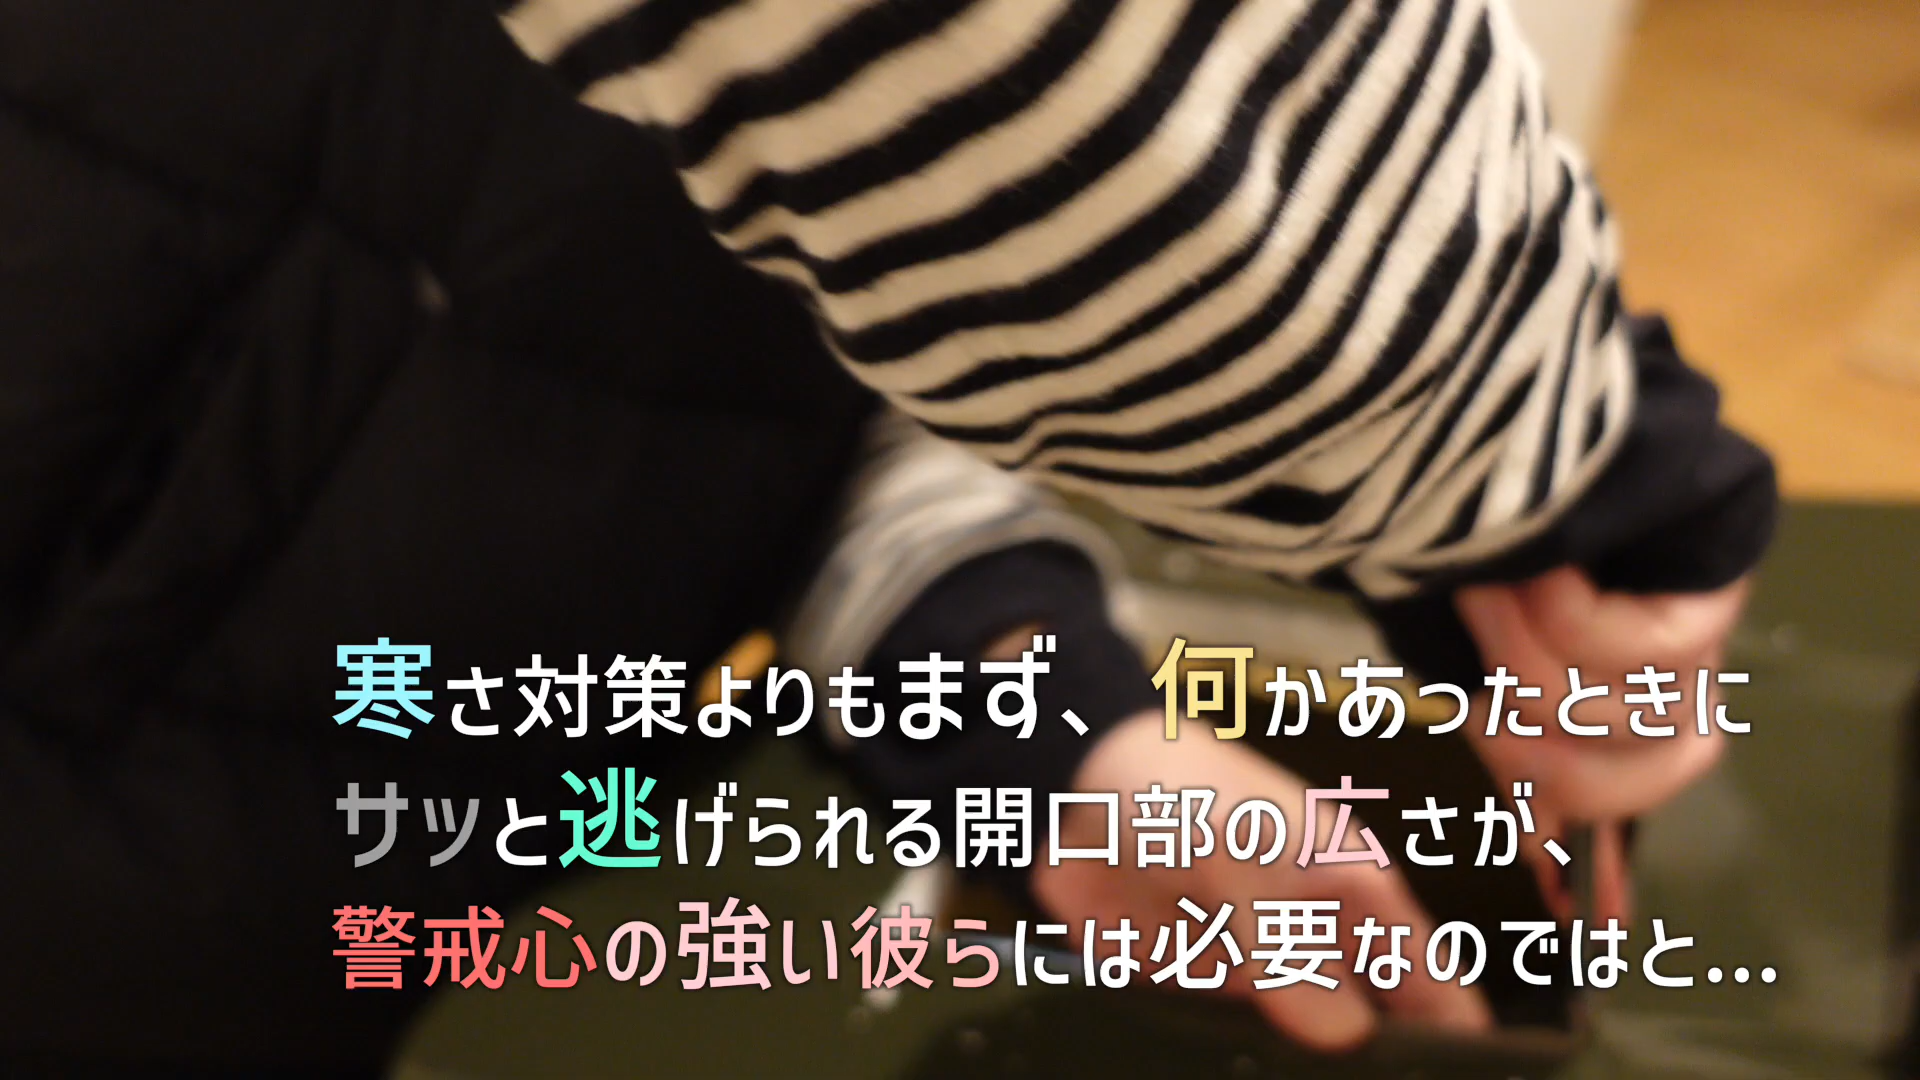 寒さ対策よりもまず、何かあったときに
サッと逃げられる開口部の広さが、
警戒心の強い彼らには必要なのではと...